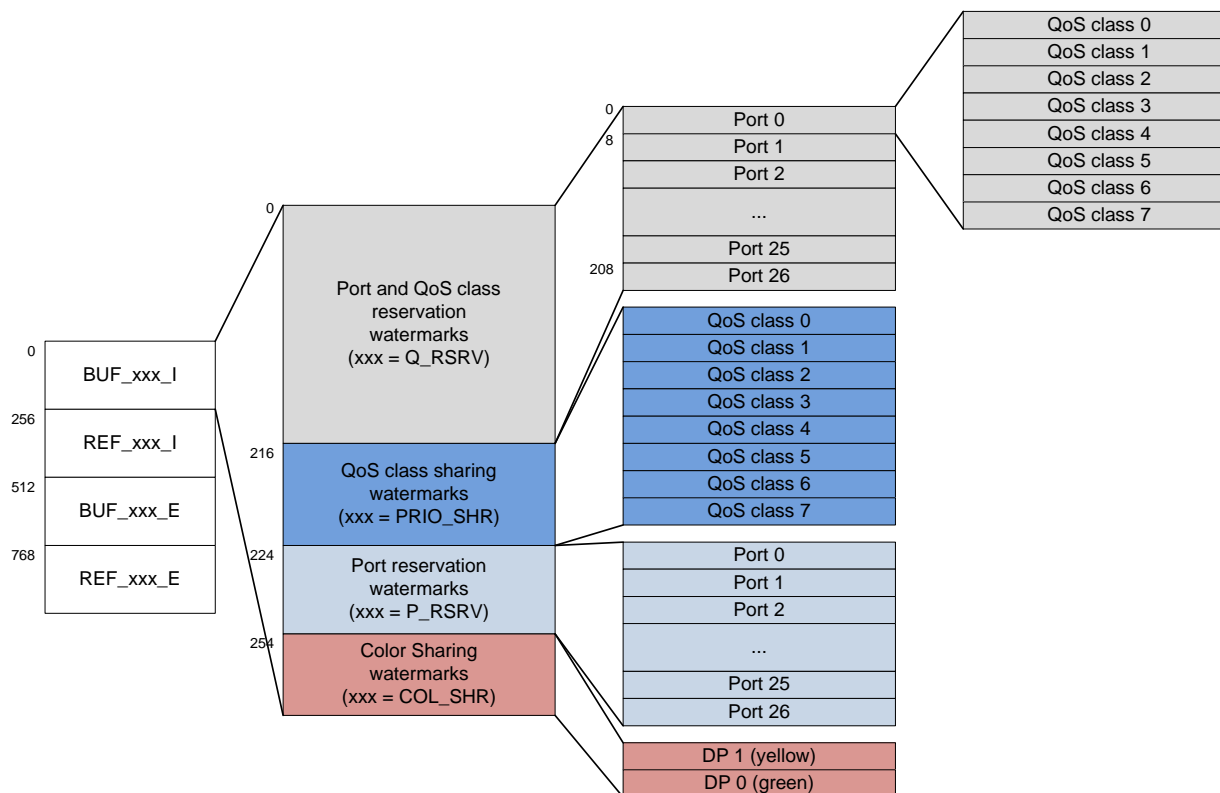 0
BUF_xxx_I
256
REF_xxx_I
512
BUF_xxx_E
768
REF_xxx_E
0
Port and QoS class
reservation
watermarks
(xxx = Q_RSRV)
216
QoS class sharing
watermarks
(xxx = PRIO_SHR)
224
Port reservation
watermarks
(xxx = P_RSRV)
254
Color Sharing
watermarks
(xxx = COL_SHR)
0
Port 0
8
Port 1
Port 2
...
Port 25
208
Port 26
QoS class 0
QoS class 1
QoS class 2
QoS class 3
QoS class 4
QoS class 5
QoS class 6
QoS class 7
Port 0
Port 1
Port 2
...
Port 25
Port 26
DP 1 (yellow)
DP 0 (green)
QoS class 0
QoS class 1
QoS class 2
QoS class 3
QoS class 4
QoS class 5
QoS class 6
QoS class 7